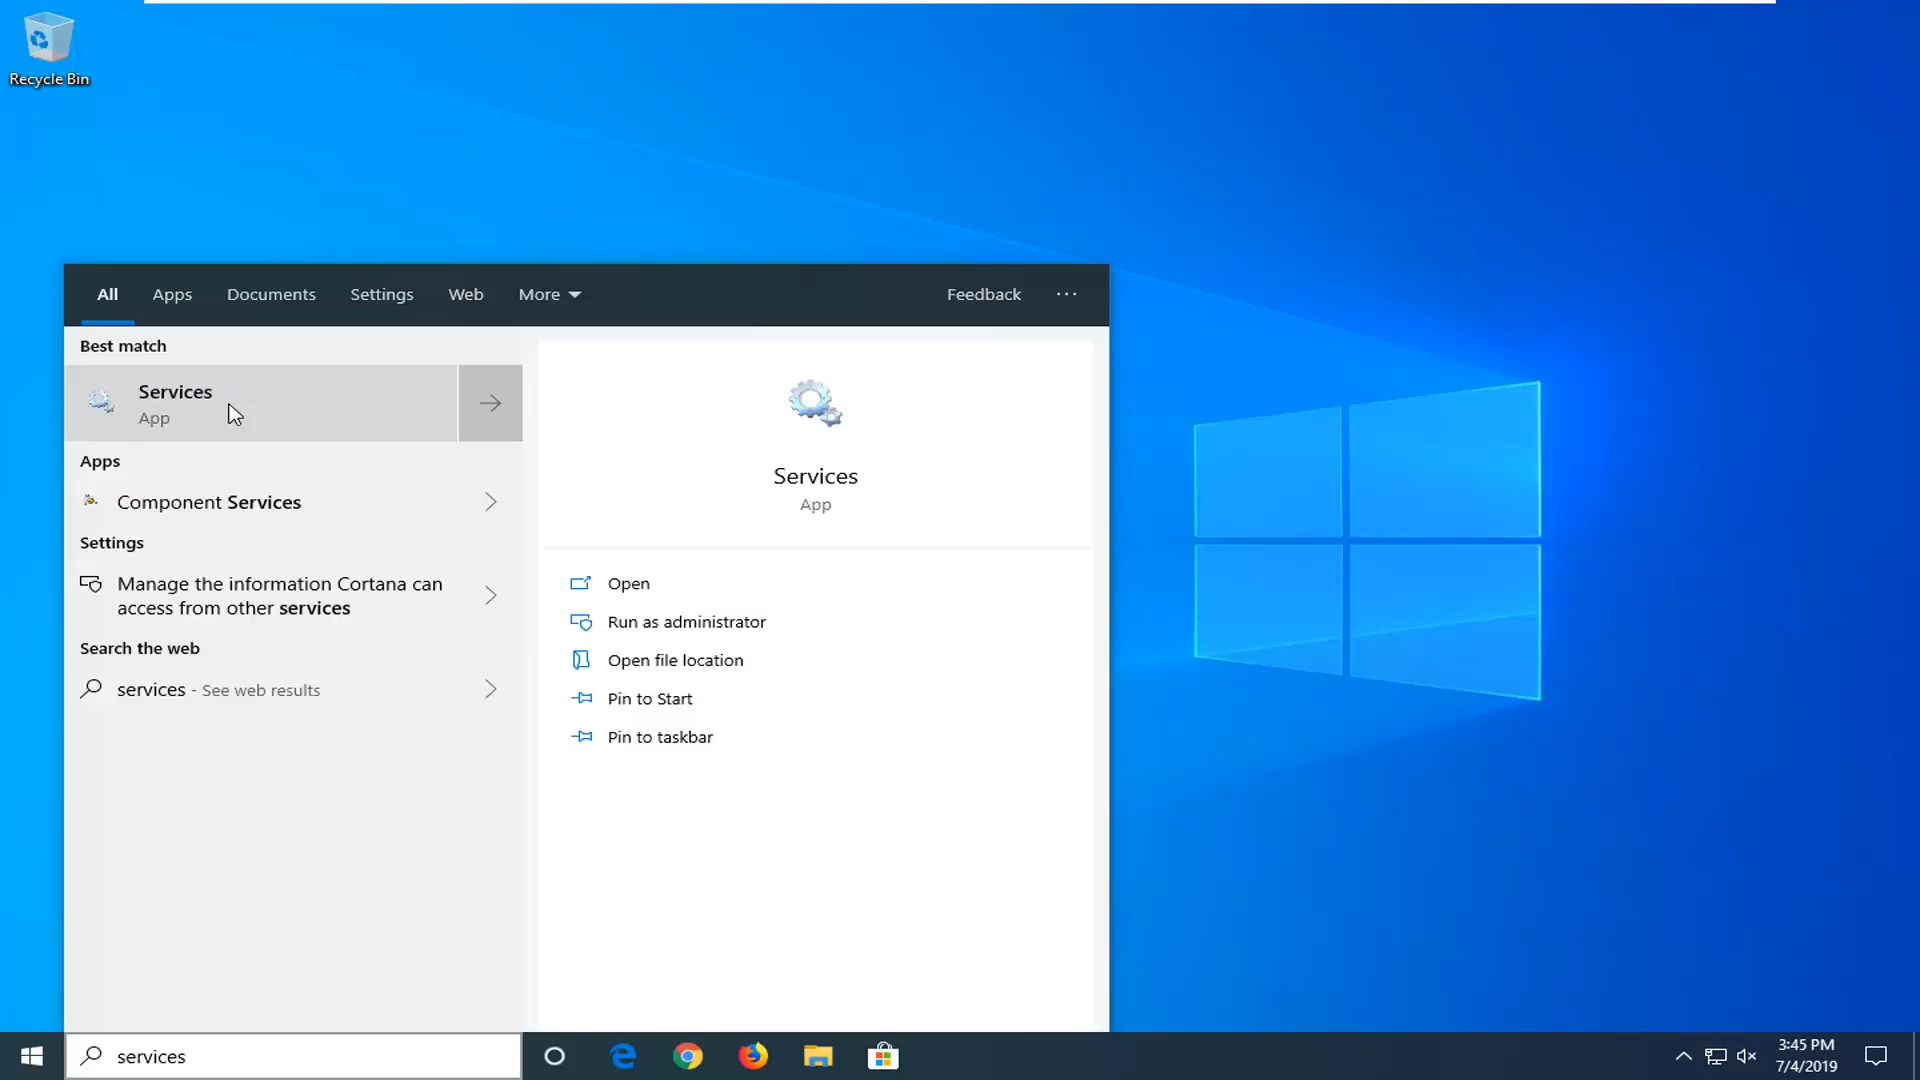 Recycle Bin
All Apps Documents Settings Web More Feedback ...
Best match
Services
App
Apps
Component Services
Settings
Manage the information Cortana can
access from other services
Search the web
services - See web results
Services
App
Open
Run as administrator
Open file location
Pin to Start
Pin to taskbar
services
3:45 PM
7/4/2019